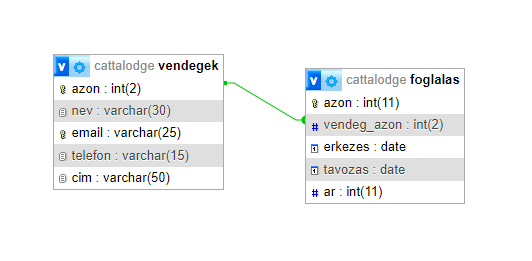 v cattalodge vendegek
azon : int(2)
nev : varchar(30)
email : varchar(25)
telefon : varchar(15)
cim : varchar(50)
v cattalodge foglalas
azon : int(11)
# vendeg_azon : int(2)
erkezes : date
tavozas : date
# ar : int(11)